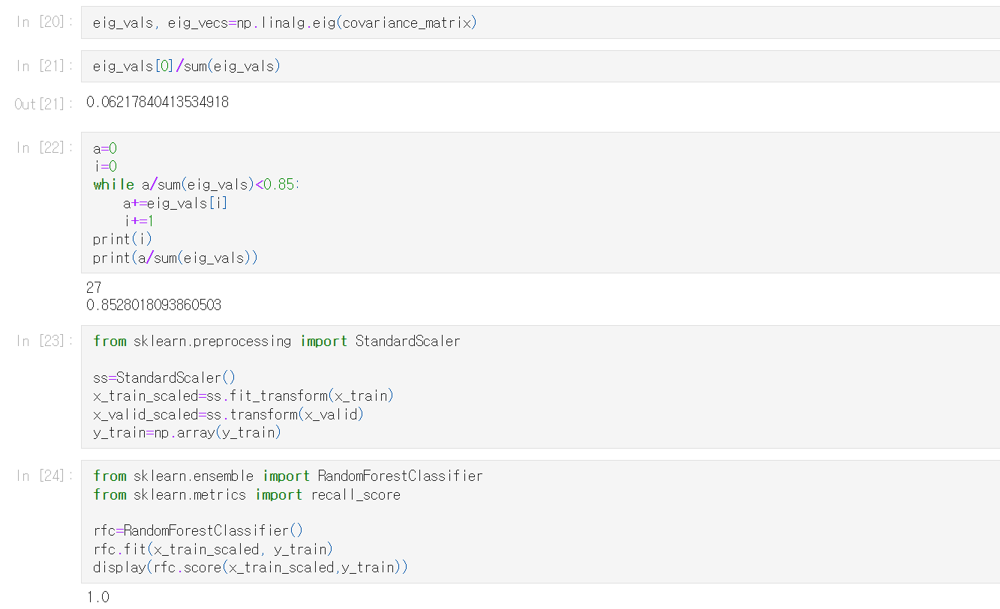 In [20]:
eig_vals, eig_vecs=np.linalg.eig(covariance_matrix)
In [21]:
eig_vals[0]/sum(eig_vals)
Out[21]:
0.06217840413534918
In [22]:
a=0
i=0
while a/sum(eig_vals)<0.85:
    a+=eig_vals[i]
    i+=1
print(i)
print(a/sum(eig_vals))
27
0.8528018093860503
In [23]:
from sklearn.preprocessing import StandardScaler
ss=StandardScaler()
x_train_scaled=ss.fit_transform(x_train)
x_valid_scaled=ss.transform(x_valid)
y_train=np.array(y_train)
In [24]:
from sklearn.ensemble import RandomForestClassifier
from sklearn.metrics import recall_score
rfc=RandomForestClassifier()
rfc.fit(x_train_scaled, y_train)
display(rfc.score(x_train_scaled,y_train))
1.0